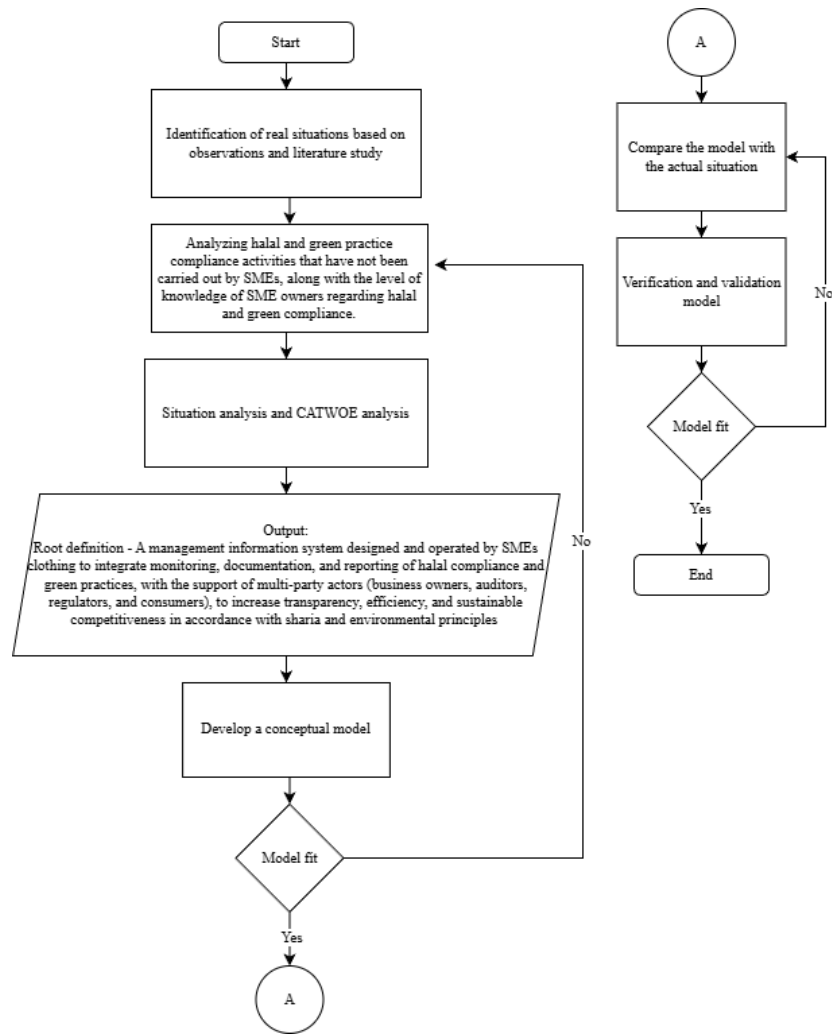 Start
Identification of real situations based on
observations and literature study
Analyzing halal and green practice
compliance activities that have not been
carried out by SMEs, along with the level of
knowledge of SME owners regarding halal
and green compliance.
Situation analysis and CATWOE analysis
Output:
Root definition - A management information system designed and operated by SMEs
clothing to integrate monitoring, documentation, and reporting of halal compliance and
green practices, with the support of multi-party actors (business owners, auditors,
regulators, and consumers), to increase transparency, efficiency, and sustainable
competitiveness in accordance with sharia and environmental principles
Develop a conceptual model
Model fit
No
Yes
A
A
Compare the model with
the actual situation
Verification and validation
model
Model fit
No
Yes
End